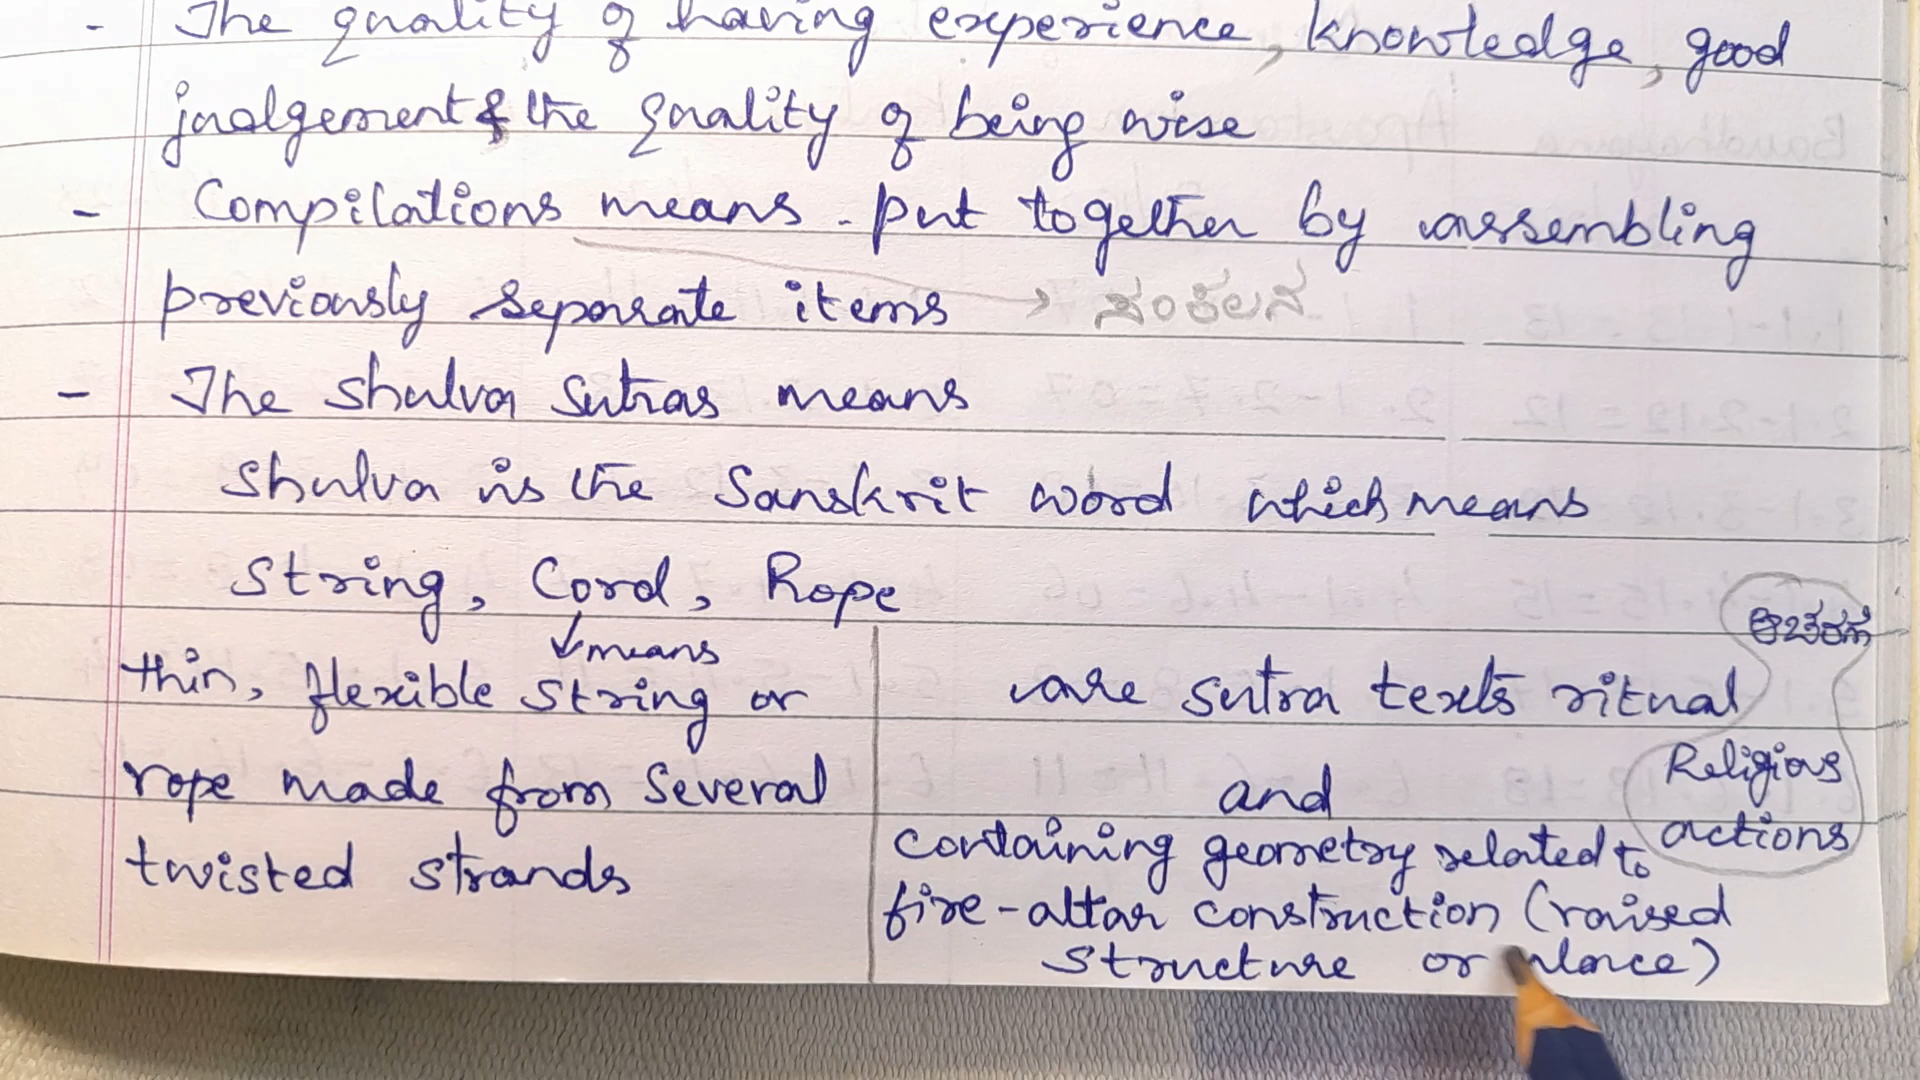 - The quality of having experience, knowledge, good
judgement & the quality of being wise
- Compilations means - put together by assembling
previously separate items → ಸಂಕಲನ
- The Shulva Sutras means
Shulva is the Sanskrit word which means
String, Cord, Rope
↓ means
thin, flexible string or
rope made from several
twisted strands
ಆಚರಣೆ
are sutra texts ritual
Religious
and
actions
containing geometry related to
fire-altar construction (raised
structure or place)